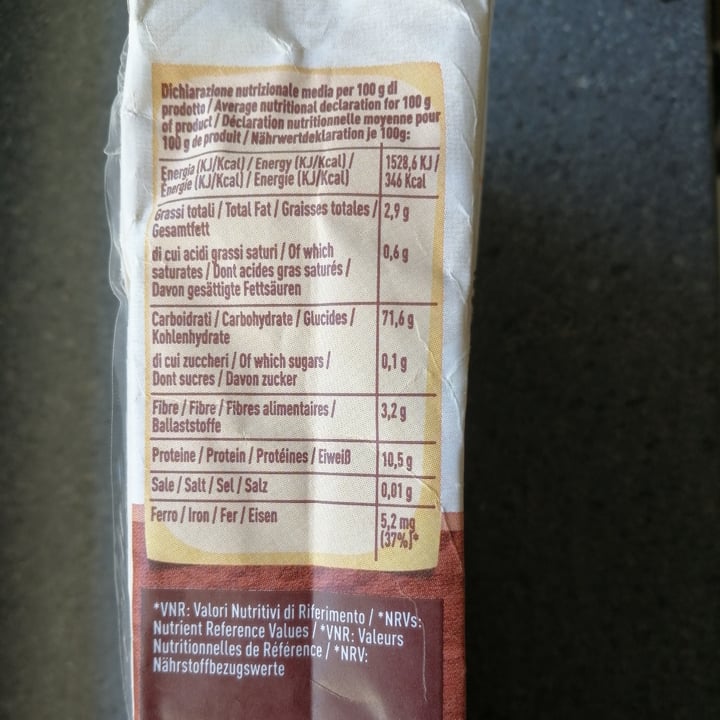 Dichiarazione nutrizionale media per 100 g di
prodotto / Average nutritional declaration for 100 g
of product / Déclaration nutritionnelle moyenne pour
100 g de produit / Nährwertdeklaration je 100g:
Energia (KJ/Kcal) / Energy (KJ/Kcal) /
Énergie (KJ/Kcal) / Energie (KJ/Kcal)
1528,6 KJ /
346 Kcal
Grassi totali / Total Fat / Graisses totales /
Gesamtfett
2,9 g
di cui acidi grassi saturi / Of which
saturates / Dont acides gras saturés /
Davon gesättigte Fettsäuren
0,6 g
Carboidrati / Carbohydrate / Glucides /
Kohlenhydrate
71,6 g
di cui zuccheri / Of which sugars /
Dont sucres / Davon zucker
0,1 g
Fibre / Fibre / Fibres alimentaires /
Ballaststoffe
3,2 g
Proteine / Protein / Protéines / Eiweiß
10,5 g
Sale / Salt / Sel / Salz
0,01 g
Ferro / Iron / Fer / Eisen
5,2 mg
(37%)*
*VNR: Valori Nutritivi di Riferimento / *NRVs:
Nutrient Reference Values / *VNR: Valeurs
Nutritionnelles de Référence / *NRV:
Nährstoffbezugswerte